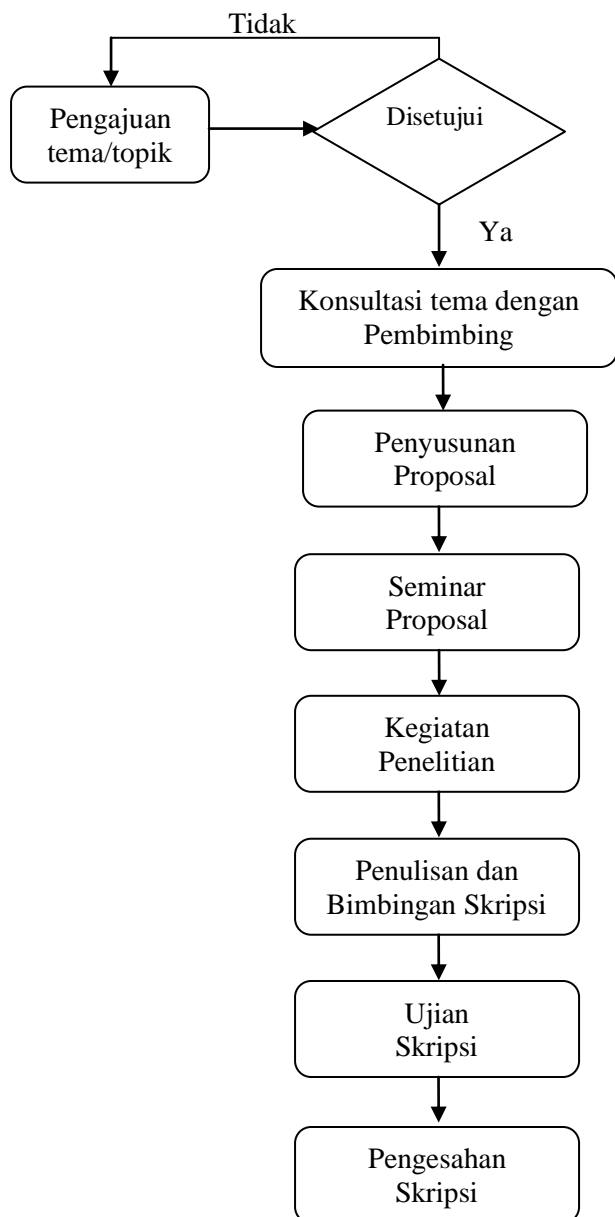 Tidak
Pengajuan
tema/topik
Disetujui
Ya
Konsultasi tema dengan
Pembimbing
Penyusunan
Proposal
Seminar
Proposal
Kegiatan
Penelitian
Penulisan dan
Bimbingan Skripsi
Ujian
Skripsi
Pengesahan
Skripsi